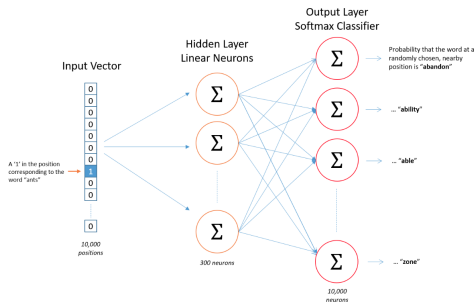 Output Layer
Softmax Classifier
Hidden Layer
Linear Neurons
Input Vector
0
0
0
0
0
0
0
1
0
0
0
A '1' in the position
corresponding to the
word "ants"
10,000
positions
Σ
Σ
Σ
300 neurons
Σ
Σ
Σ
Σ
10,000
neurons
Probability that the word at a
randomly chosen, nearby
position is "abandon"
... "ability"
... "able"
... "zone"